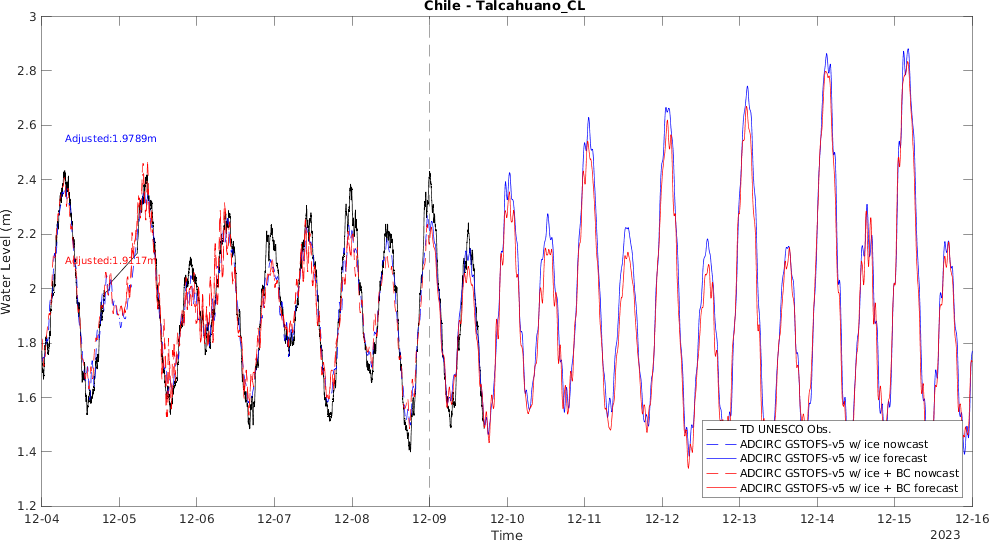 Chile - Talcahuano_CL
3
2.8
2.6
2.4
2.2
2
1.8
1.6
1.4
1.2
Water Level (m)
Adjusted:1.9789m
Adjusted:1.9117m
TD UNESCO Obs.
ADCIRC GSTOFS-v5 w/ ice nowcast
ADCIRC GSTOFS-v5 w/ ice forecast
ADCIRC GSTOFS-v5 w/ ice + BC nowcast
ADCIRC GSTOFS-v5 w/ ice + BC forecast
12-04 12-05 12-06 12-07 12-08 12-09 12-10 12-11 12-12 12-13 12-14 12-15 12-16
Time
2023